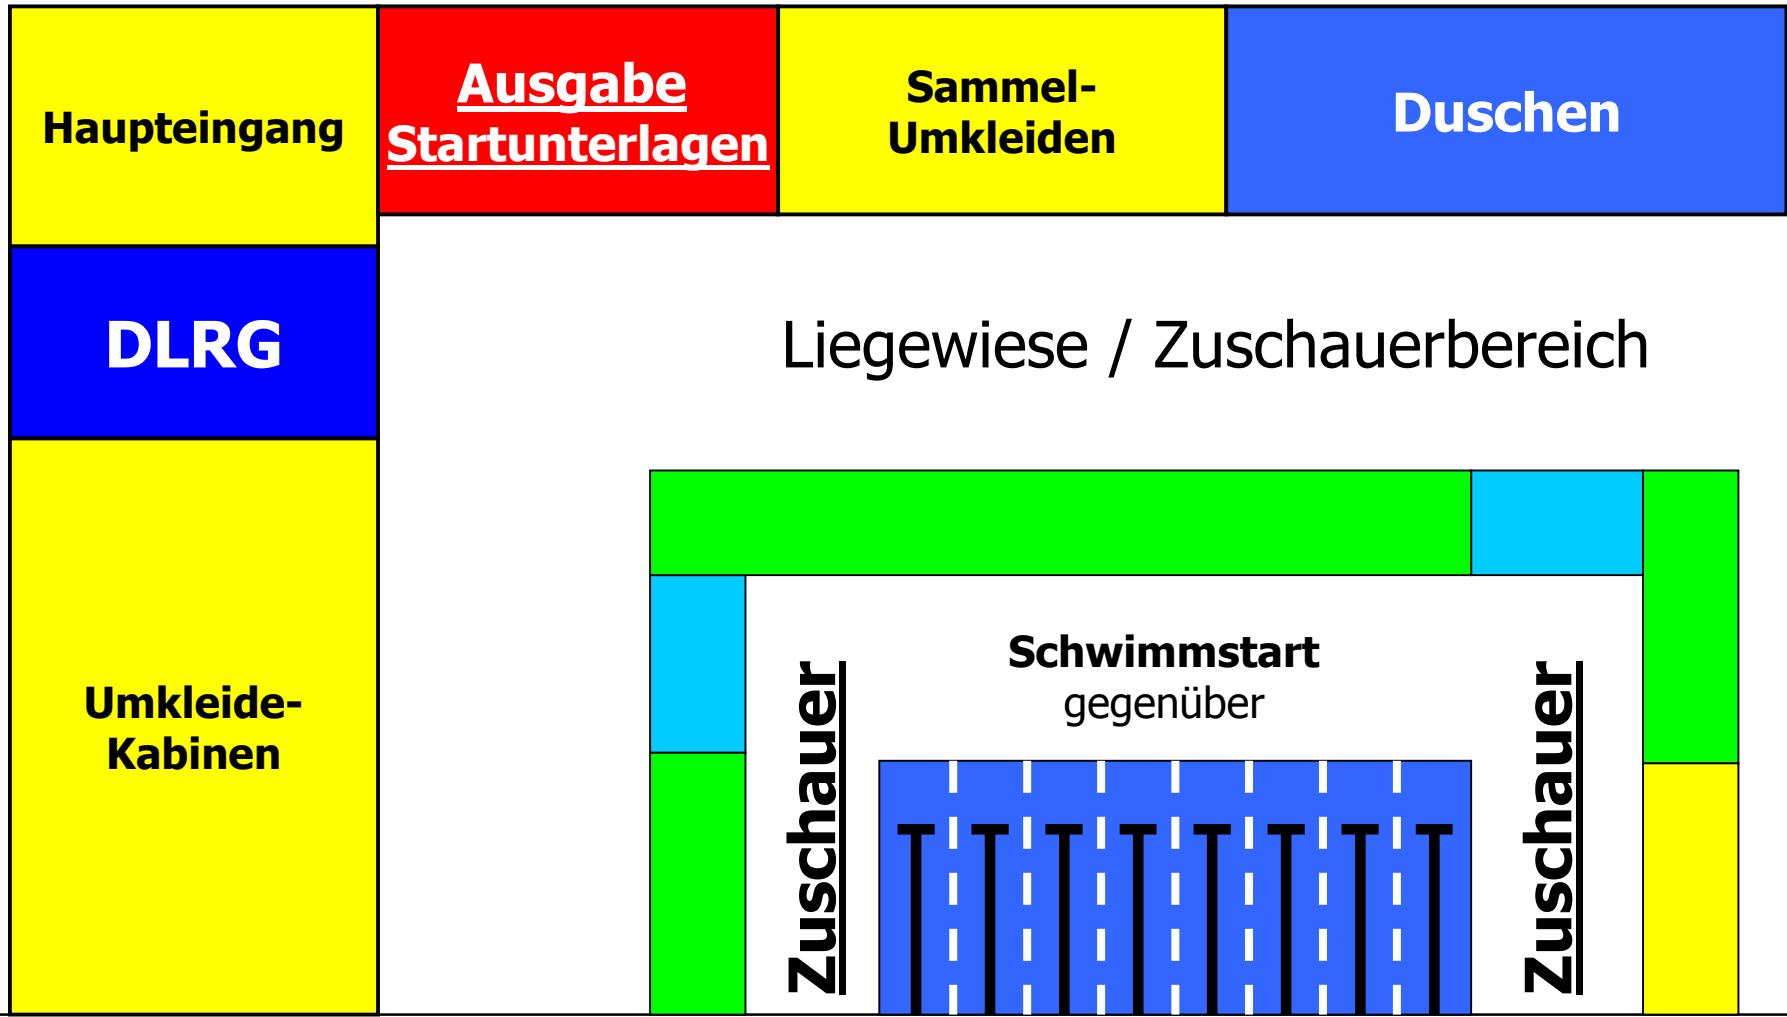 Haupteingang
Ausgabe
Startunterlagen
Sammel-
Umkleiden
Duschen
DLRG
Liegewiese / Zuschauerbereich
Umkleide-
Kabinen
Zuschauer
Schwimmstart
gegenüber
Zuschauer